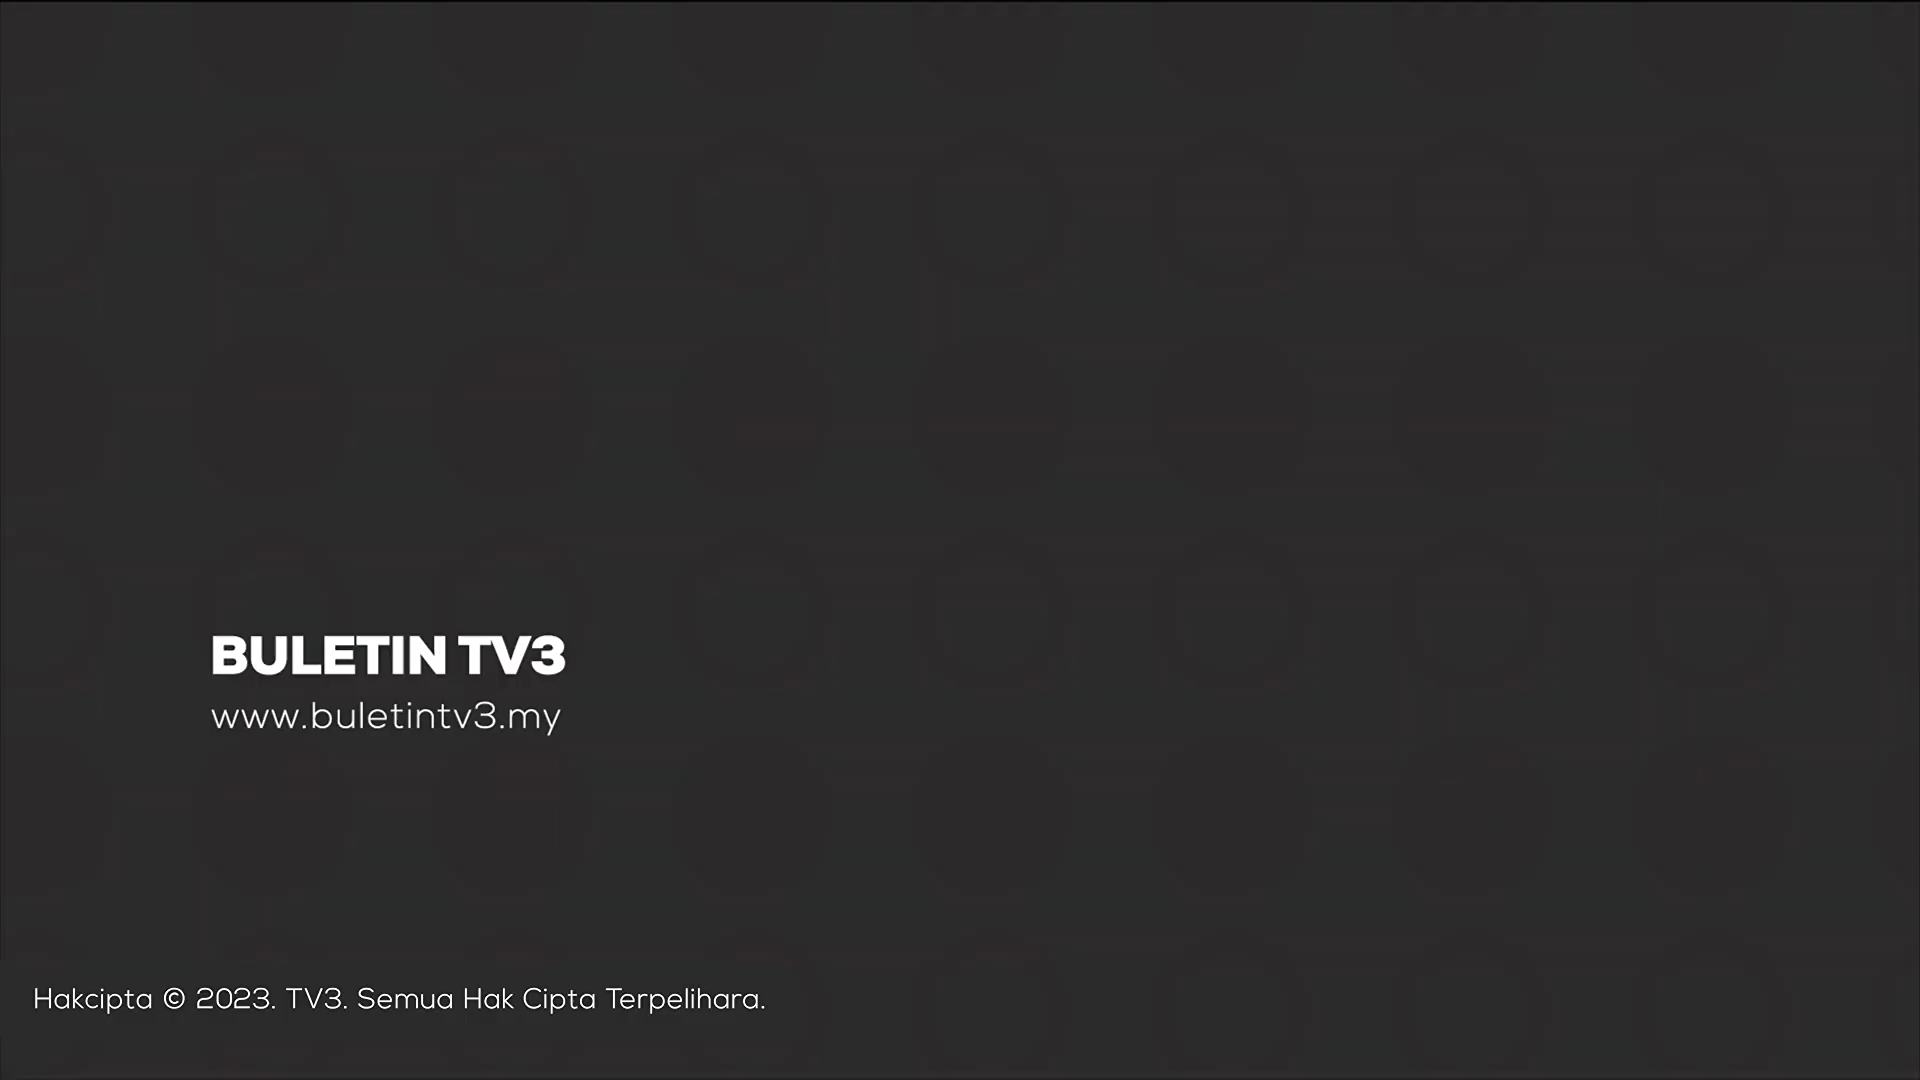 BULETIN TV3
www.buletintv3.my
Hakcipta © 2023. TV3. Semua Hak Cipta Terpelihara.